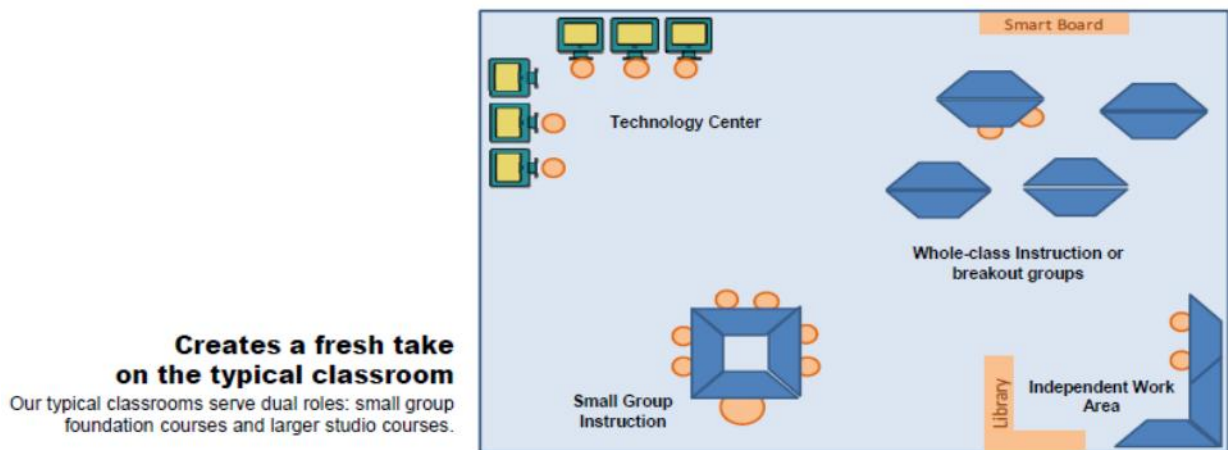 Smart Board
Technology Center
Whole-class Instruction or
breakout groups
Creates a fresh take
on the typical classroom
Our typical classrooms serve dual roles: small group
foundation courses and larger studio courses.
Small Group
Instruction
Library
Independent Work
Area